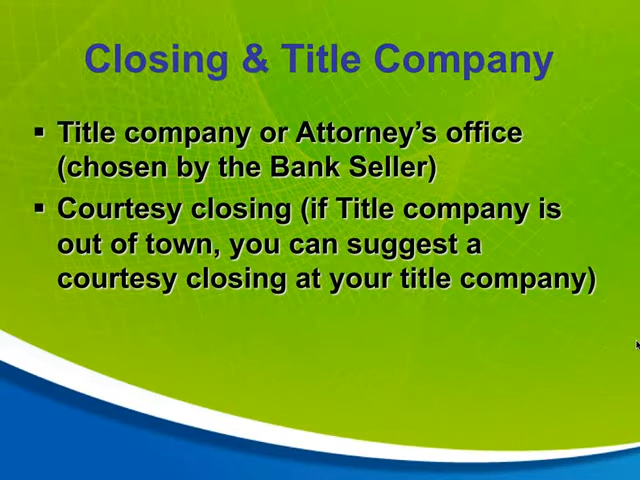 Closing & Title Company
▪ Title company or Attorney’s office
(chosen by the Bank Seller)
▪ Courtesy closing (if Title company is
out of town, you can suggest a
courtesy closing at your title company)